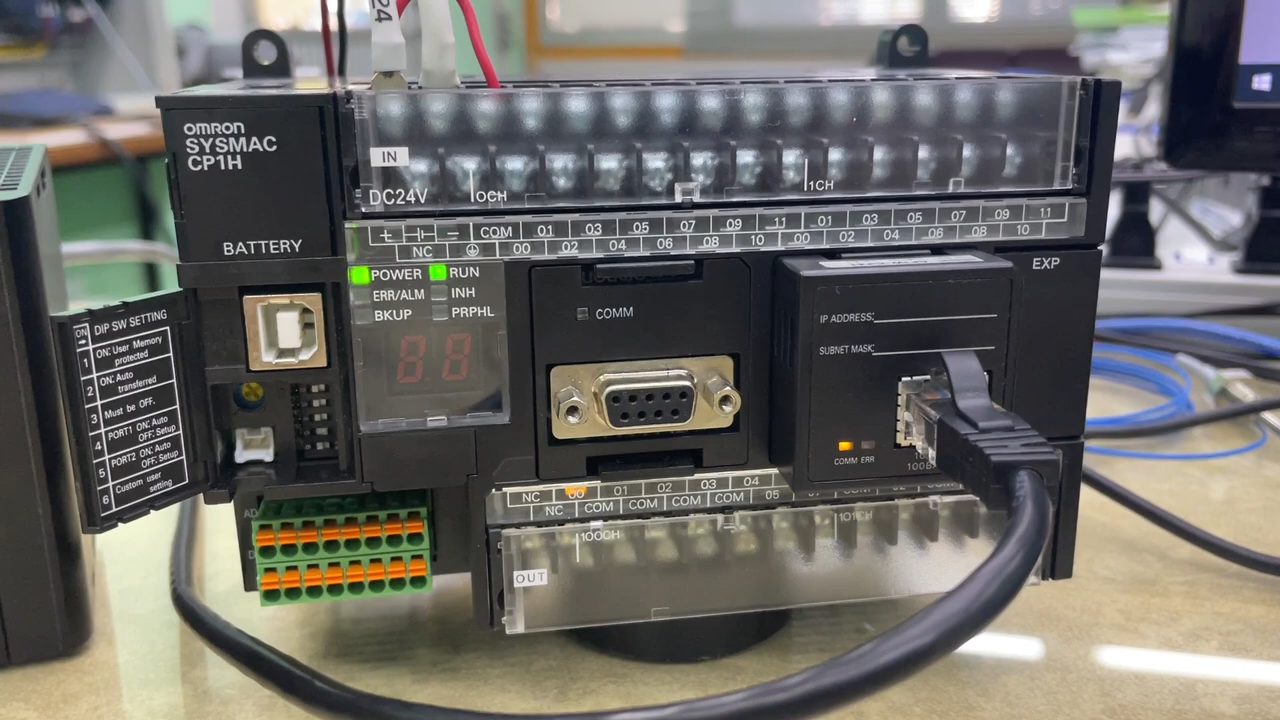 24
OMRON
SYSMAC
CP1H
IN
DC24V
0CH
1CH
BATTERY
+ - COM 01 03 05 07 09 11 01 03 05 07 09 11
NC 00 02 04 06 08 10 00 02 04 06 08 10
POWER RUN
ERR/ALM INH
BKUP PRPHL
COMM
EXP
IP ADDRESS:
SUBNET MASK:
COMM ERR
100B
ON DIP SW SETTING
1 ON: User Memory
protected
2 ON: Auto
transferred
3 Must be OFF.
4 PORT1 ON: Auto
OFF: Setup
5 PORT2 ON: Auto
OFF: Setup
6 Custom user
setting
AD
NC 00 01 02 03 04
NC COM COM COM COM 05
100CH
101CH
OUT